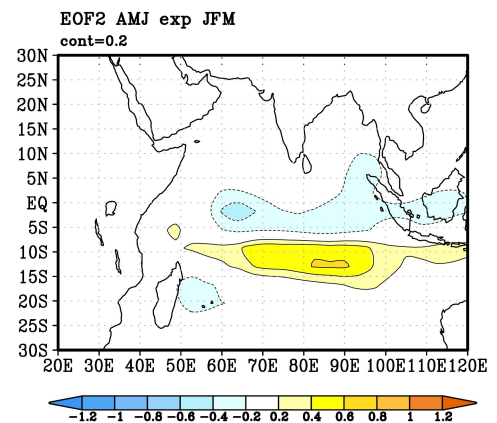 EOF2 AMJ exp JFM
cont=0.2
30N
25N
20N
15N
10N
5N
EQ
5S
10S
15S
20S
25S
30S
20E 30E 40E 50E 60E 70E 80E 90E 100E 110E 120E
-1.2 -1 -0.8 -0.6 -0.4 -0.2 0.2 0.4 0.6 0.8 1 1.2